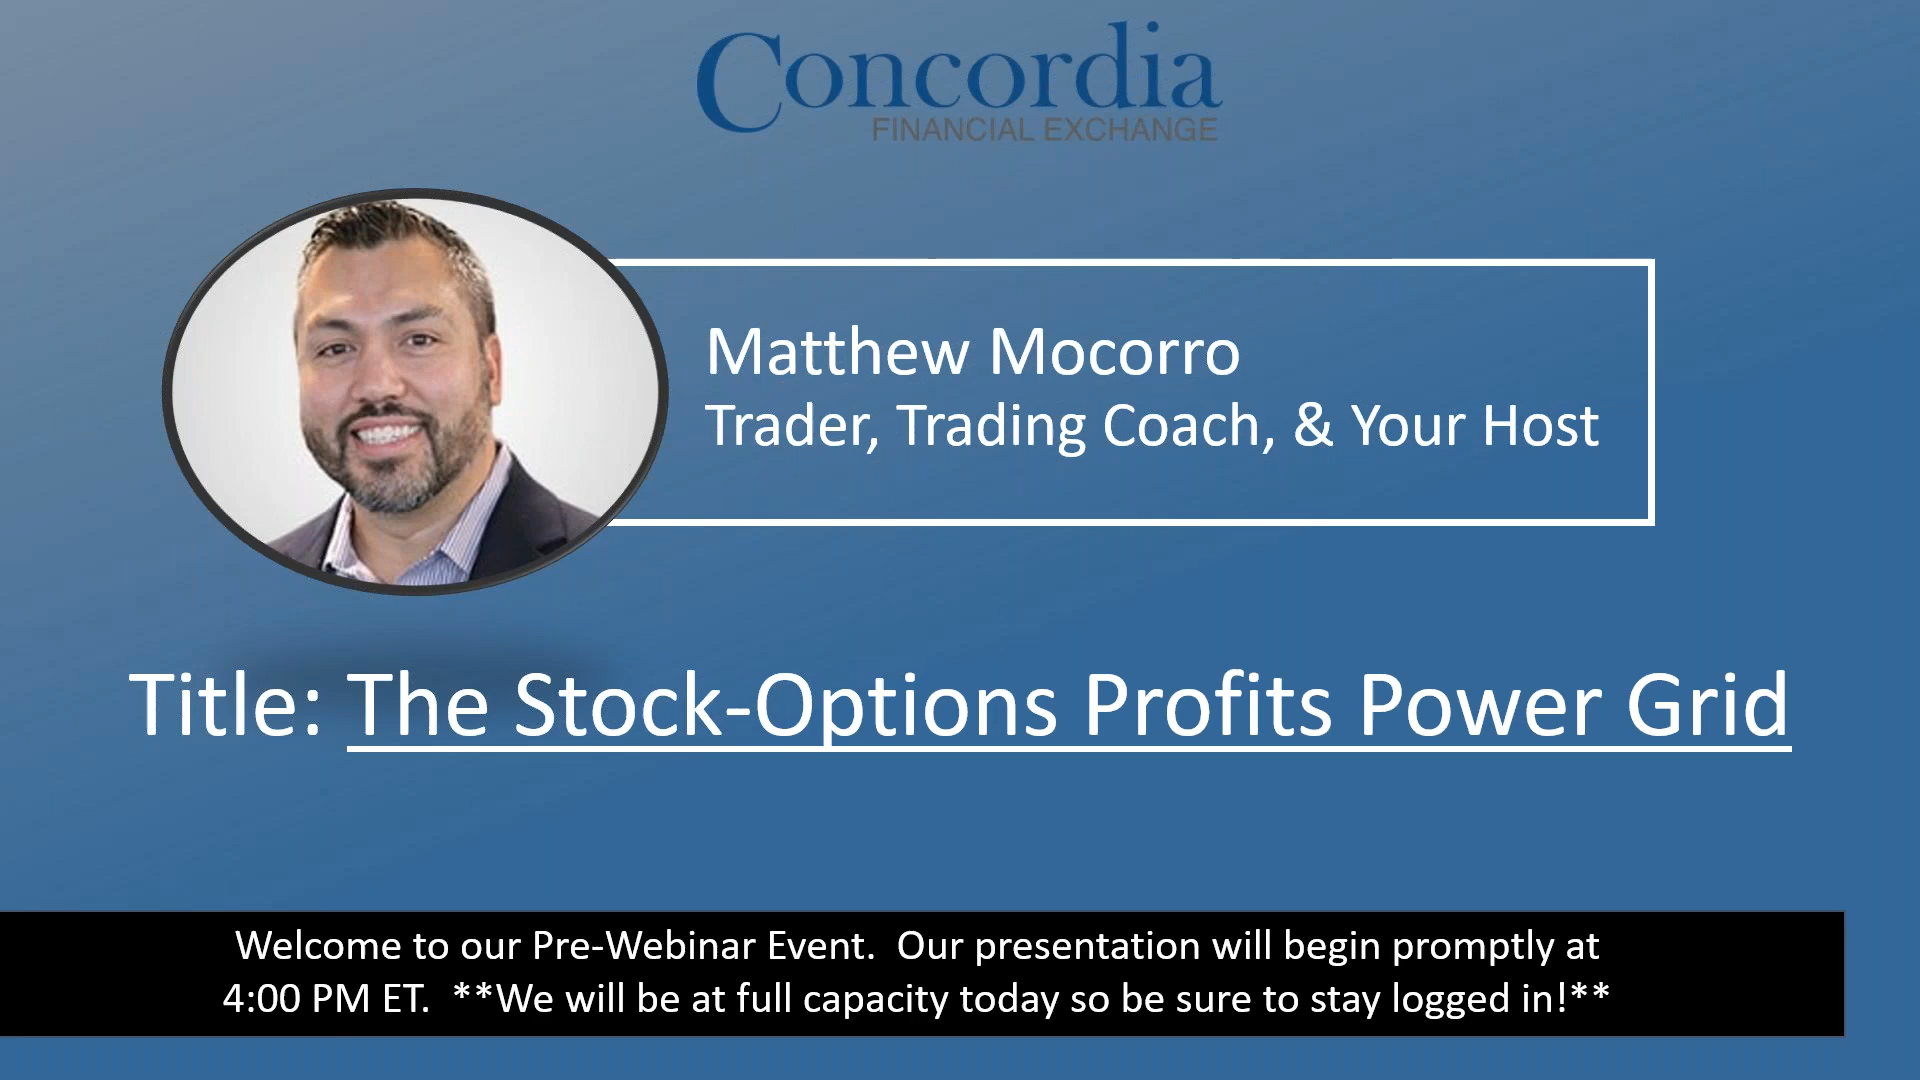 Concordia
FINANCIAL EXCHANGE
Matthew Mocorro
Trader, Trading Coach, & Your Host
Title: The Stock-Options Profits Power Grid
Welcome to our Pre-Webinar Event.  Our presentation will begin promptly at
4:00 PM ET.  **We will be at full capacity today so be sure to stay logged in!**